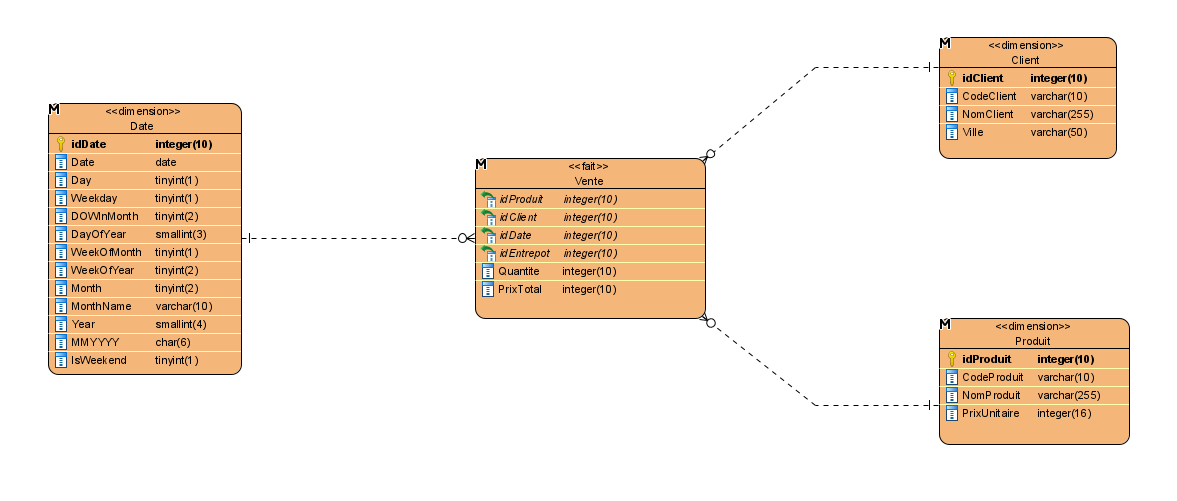 <<dimension>>
Date
idDate integer(10)
Date date
Day tinyint(1)
Weekday tinyint(1)
DOWInMonth tinyint(2)
DayOfYear smallint(3)
WeekOfMonth tinyint(1)
WeekOfYear tinyint(2)
Month tinyint(2)
MonthName varchar(10)
Year smallint(4)
MMYYYY char(6)
IsWeekend tinyint(1)
<<fait>>
Vente
idProduit integer(10)
idClient integer(10)
idDate integer(10)
idEntrepot integer(10)
Quantite integer(10)
PrixTotal integer(10)
<<dimension>>
Client
idClient integer(10)
CodeClient varchar(10)
NomClient varchar(255)
Ville varchar(50)
<<dimension>>
Produit
idProduit integer(10)
CodeProduit varchar(10)
NomProduit varchar(255)
PrixUnitaire integer(16)